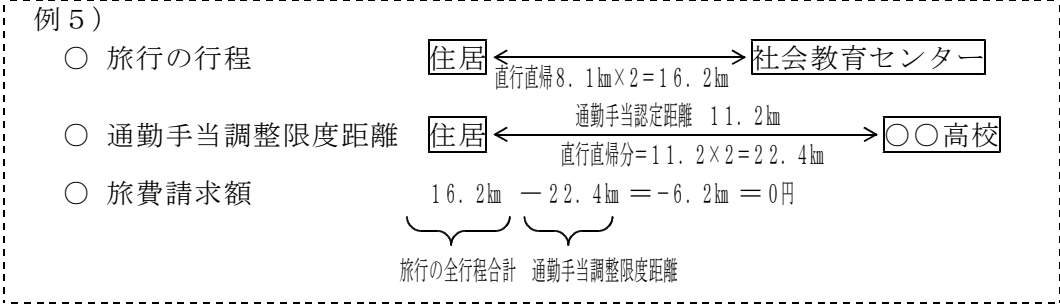 例５）
○ 旅行の行程　住居　社会教育センター
直行直帰8.1㎞×2＝16.2㎞
通勤手当認定距離　11.2㎞
○ 通勤手当調整限度距離　住居　○○高校
直行直帰分＝11.2×2＝22.4㎞
○ 旅費請求額　16.2㎞ －22.4㎞ ＝-6.2㎞ ＝0円
旅行の全行程合計　通勤手当調整限度距離